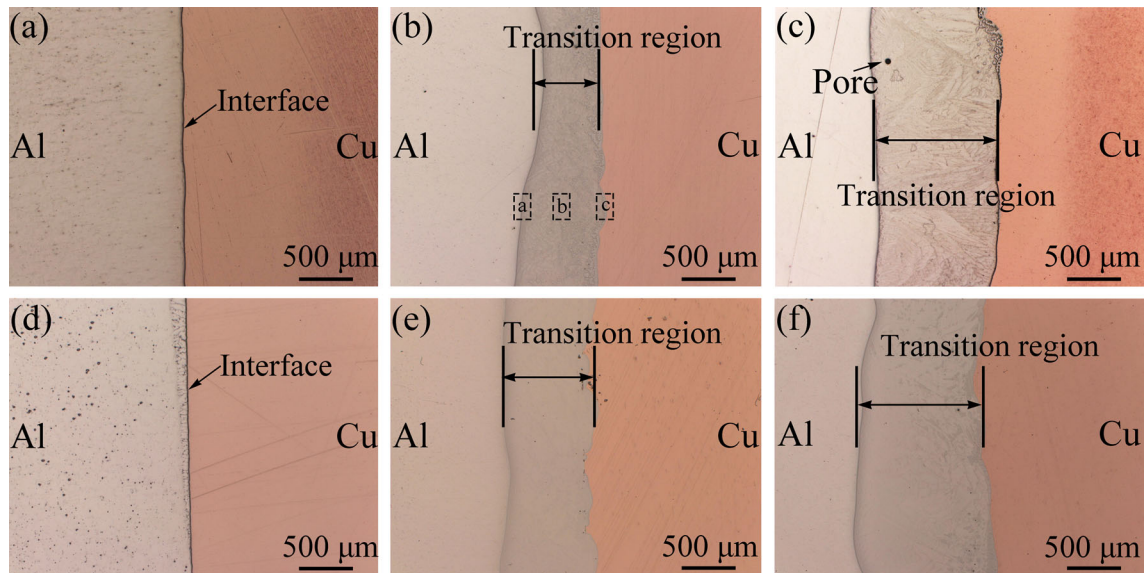 (a)
Interface
Al
Cu
500 μm
(b)
Transition region
Al
Cu
a
b
c
500 μm
(c)
Pore
Al
Cu
Transition region
500 μm
(d)
Interface
Al
Cu
500 μm
(e)
Transition region
Al
Cu
500 μm
(f)
Transition region
Al
Cu
500 μm